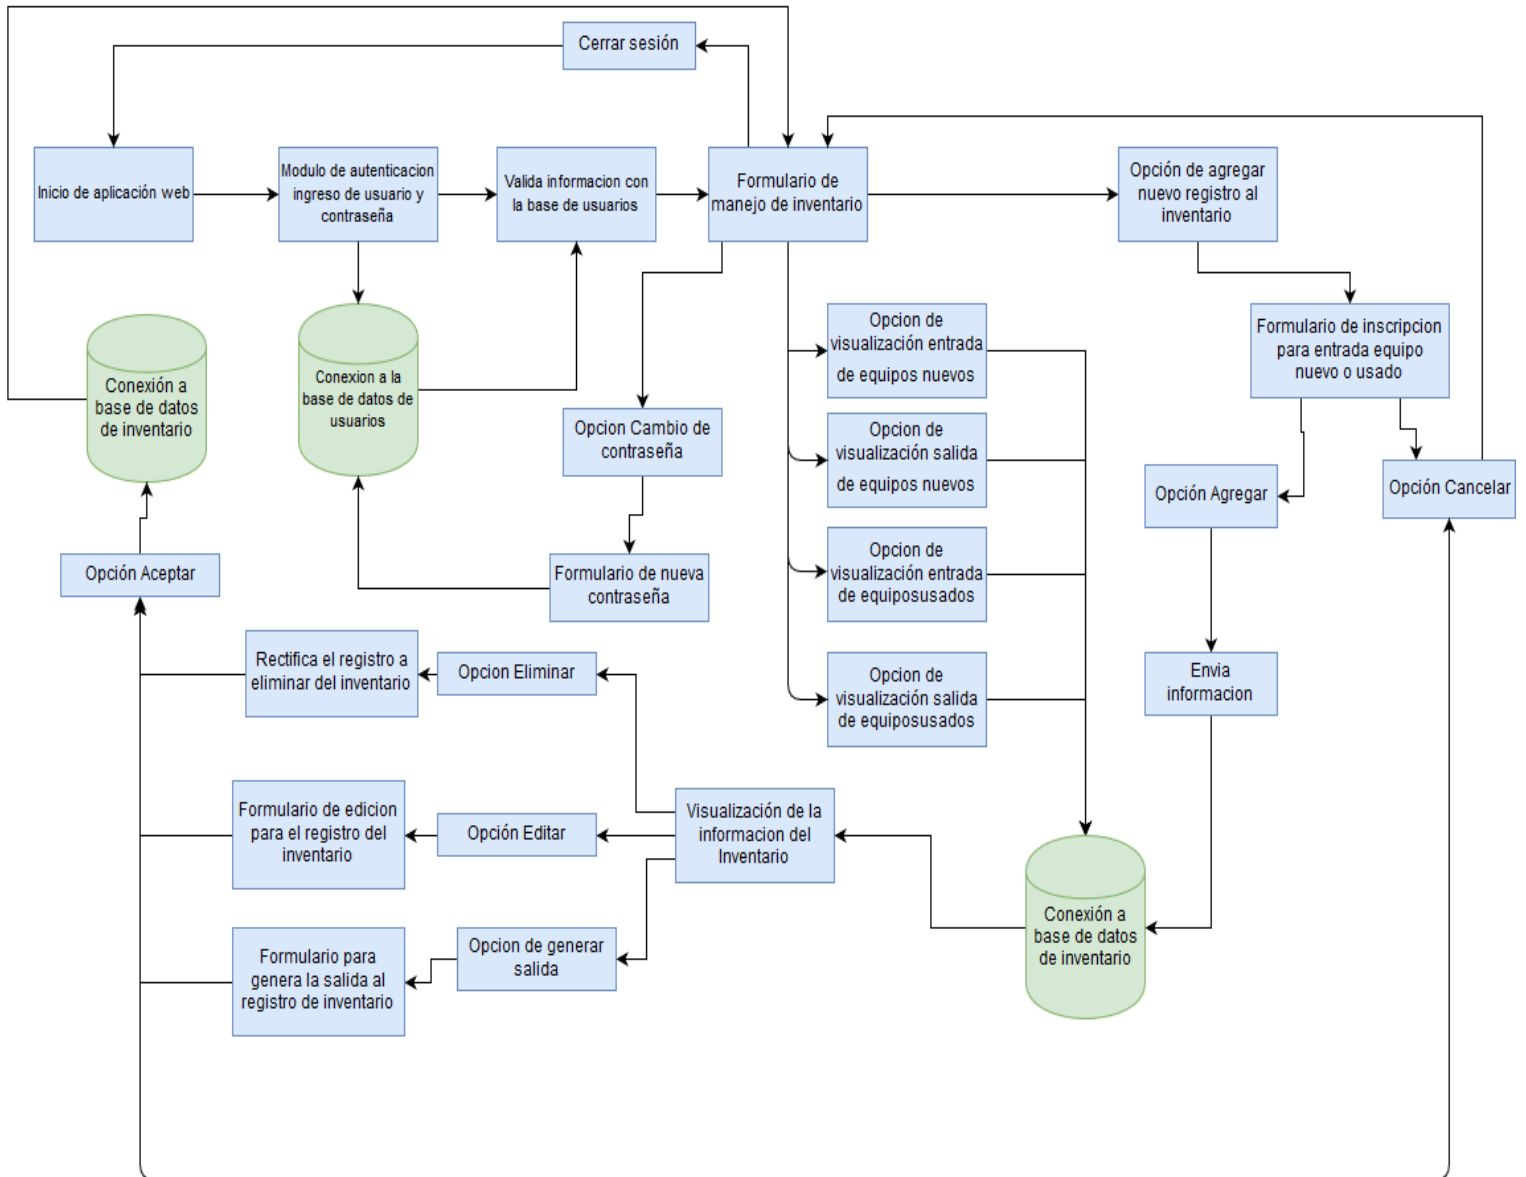 Cerrar sesión
Inicio de aplicación web
Modulo de autenticacion
ingreso de usuario y
contraseña
Valida informacion con
la base de usuarios
Formulario de
manejo de inventario
Opción de agregar
nuevo registro al
inventario
Conexión a
base de datos
de inventario
Conexion a la
base de datos de
usuarios
Opcion de
visualización entrada
de equipos nuevos
Formulario de inscripcion
para entrada equipo
nuevo o usado
Opcion Cambio de
contraseña
Opcion de
visualización salida
de equipos nuevos
Opción Agregar
Opción Cancelar
Opción Aceptar
Formulario de nueva
contraseña
Opcion de
visualización entrada
de equiposusados
Rectifica el registro a
eliminar del inventario
Opcion Eliminar
Opcion de
visualización salida
de equiposusados
Envia
informacion
Formulario de edicion
para el registro del
inventario
Opción Editar
Visualización de la
informacion del
Inventario
Conexión a
base de datos
de inventario
Formulario para
genera la salida al
registro de inventario
Opcion de generar
salida